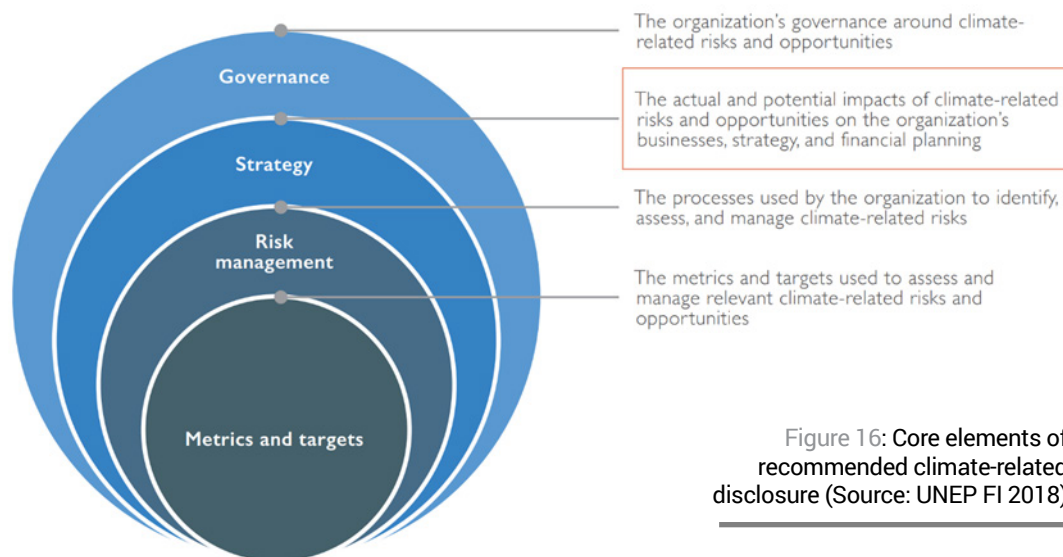 The organization's governance around climate-
related risks and opportunities
Governance
The actual and potential impacts of climate-related
risks and opportunities on the organization's
businesses, strategy, and financial planning
Strategy
The processes used by the organization to identify,
assess, and manage climate-related risks
Risk
management
The metrics and targets used to assess and
manage relevant climate-related risks and
opportunities
Metrics and targets
Figure 16: Core elements of
recommended climate-related
disclosure (Source: UNEP FI 2018)